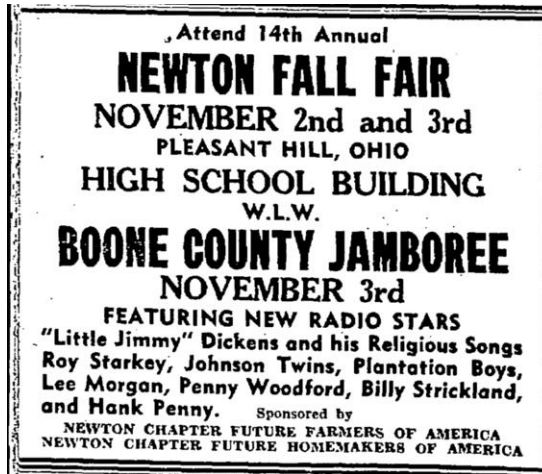 Attend 14th Annual
NEWTON FALL FAIR
NOVEMBER 2nd and 3rd
PLEASANT HILL, OHIO
HIGH SCHOOL BUILDING
W.L.W.
BOONE COUNTY JAMBOREE
NOVEMBER 3rd
FEATURING NEW RADIO STARS
"Little Jimmy" Dickens and his Religious Songs
Roy Starkey, Johnson Twins, Plantation Boys,
Lee Morgan, Penny Woodford, Billy Strickland,
and Hank Penny. Sponsored by
NEWTON CHAPTER FUTURE FARMERS OF AMERICA
NEWTON CHAPTER FUTURE HOMEMAKERS OF AMERICA